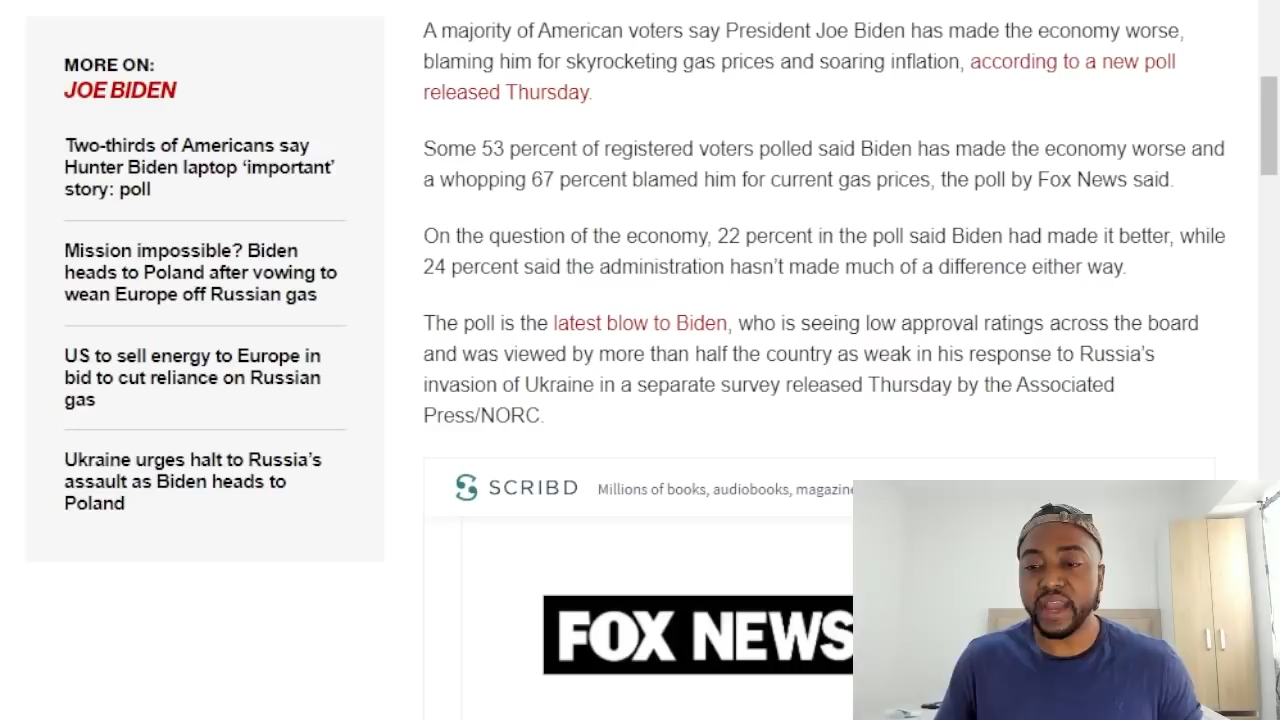 MORE ON:
JOE BIDEN
Two-thirds of Americans say
Hunter Biden laptop ‘important’
story: poll
Mission impossible? Biden
heads to Poland after vowing to
wean Europe off Russian gas
US to sell energy to Europe in
bid to cut reliance on Russian
gas
Ukraine urges halt to Russia’s
assault as Biden heads to
Poland
A majority of American voters say President Joe Biden has made the economy worse,
blaming him for skyrocketing gas prices and soaring inflation, according to a new poll
released Thursday.
Some 53 percent of registered voters polled said Biden has made the economy worse and
a whopping 67 percent blamed him for current gas prices, the poll by Fox News said.
On the question of the economy, 22 percent in the poll said Biden had made it better, while
24 percent said the administration hasn’t made much of a difference either way.
The poll is the latest blow to Biden, who is seeing low approval ratings across the board
and was viewed by more than half the country as weak in his response to Russia’s
invasion of Ukraine in a separate survey released Thursday by the Associated
Press/NORC.
SCRIBD Millions of books, audiobooks, magazine
FOX NEWS